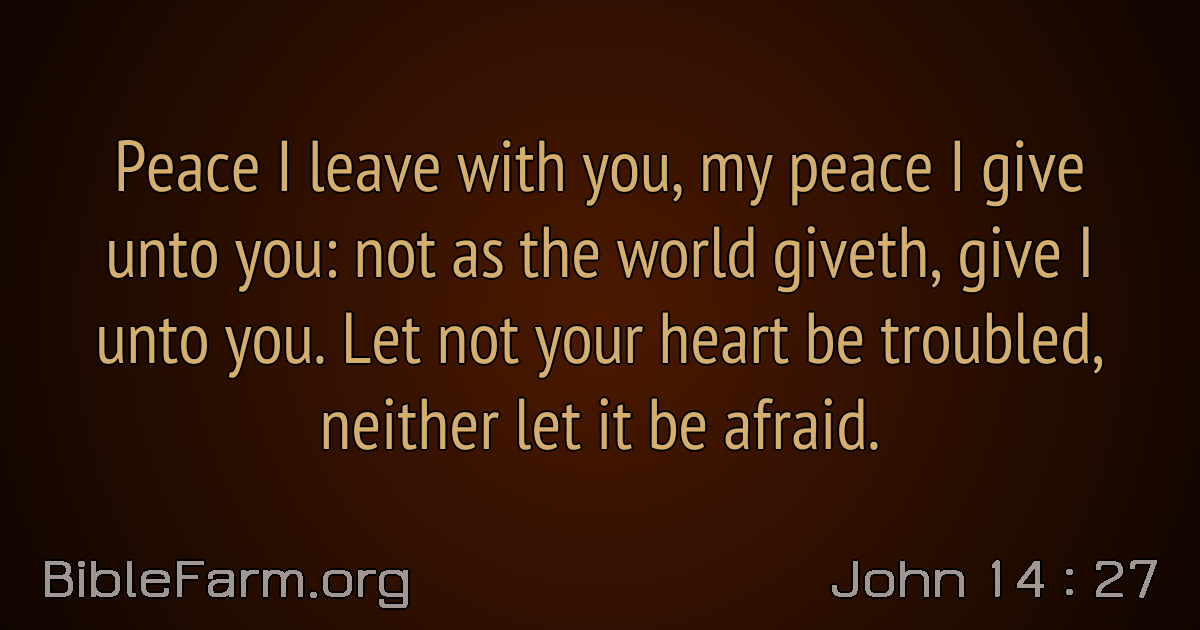 Peace I leave with you, my peace I give
unto you: not as the world giveth, give I
unto you. Let not your heart be troubled,
neither let it be afraid.
BibleFarm.org
John 14 : 27